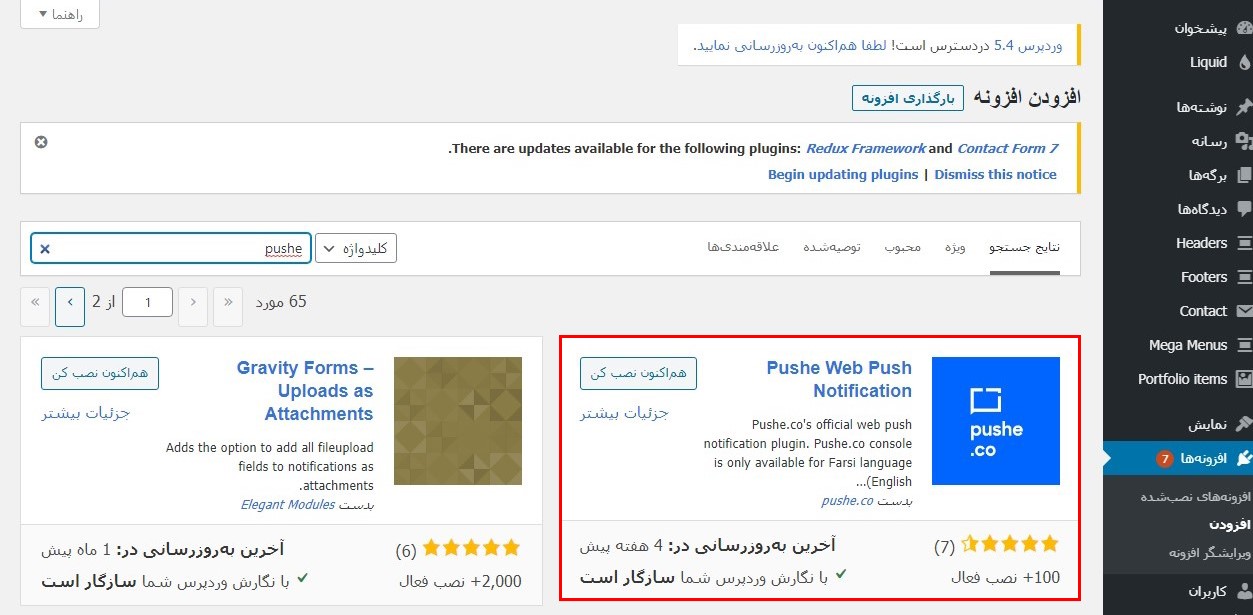 راهنما
وردپرس 5.4 دردسترس است! لطفا هم‌اکنون به‌روزرسانی نمایید.
افزودن افزونه
بارگذاری افزونه
.There are updates available for the following plugins: Redux Framework and Contact Form 7
Begin updating plugins | Dismiss this notice
نتایج جستجو
ویژه
محبوب
توصیه‌شده
علاقه‌مندی‌ها
کلیدواژه
pushe
65 مورد
«
‹
1
از 2
›
»
Pushe Web Push
Notification
هم‌اکنون نصب کن
جزئیات بیشتر
pushe
.co
Pushe.co's official web push
notification plugin. Pushe.co console
is only available for Farsi language
...(English
بدست pushe.co
(7)
+100 نصب فعال
آخرین به‌روزرسانی در: 4 هفته پیش
با نگارش وردپرس شما سازگار است
Gravity Forms –
Uploads as
Attachments
هم‌اکنون نصب کن
جزئیات بیشتر
Adds the option to add all fileupload
fields to notifications as
.attachments
بدست Elegant Modules
(6)
+2,000 نصب فعال
آخرین به‌روزرسانی در: 1 ماه پیش
با نگارش وردپرس شما سازگار است
پیشخوان
Liquid
نوشته‌ها
رسانه
برگه‌ها
دیدگاه‌ها
Headers
Footers
Contact
Mega Menus
Portfolio items
نمایش
افزونه‌ها 7
افزونه‌های نصب‌شده
افزودن
ویرایشگر افزونه
کاربران